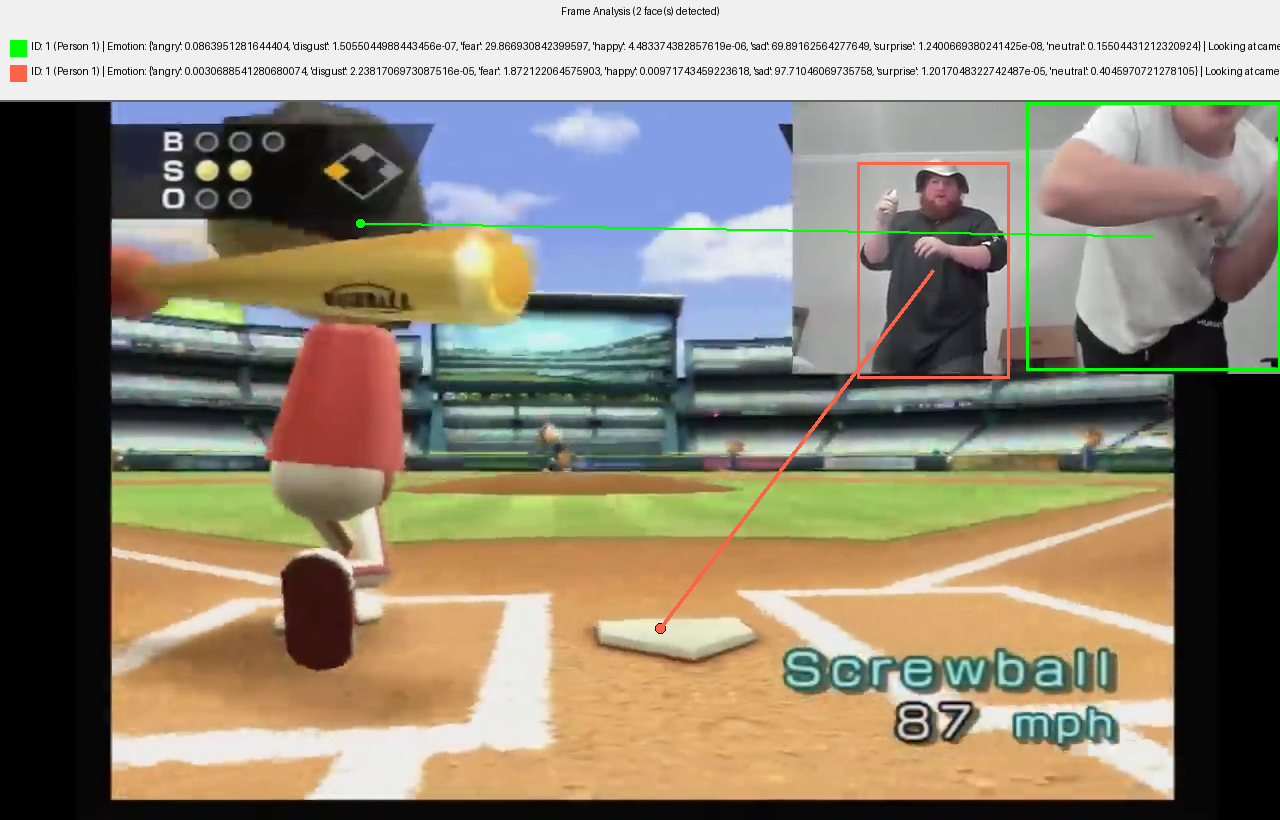 Frame Analysis (2 face(s) detected)
ID: 1 (Person 1) | Emotion: {'angry': 0.0863951281644404, 'disgust': 1.5055044988443456e-07, 'fear': 29.866930842399597, 'happy': 4.483374382857619e-06, 'sad': 69.89162564277649, 'surprise': 1.2400669380241425e-08, 'neutral': 0.15504431212320924} | Looking at came
ID: 1 (Person 1) | Emotion: {'angry': 0.0030688541280680074, 'disgust': 2.2381706973087516e-05, 'fear': 1.872122064575903, 'happy': 0.009717434459223618, 'sad': 97.71046069735758, 'surprise': 1.2017048322742487e-05, 'neutral': 0.4045970721278105} | Looking at came
B
S
O
BASEBALL
Screwball
87 mph